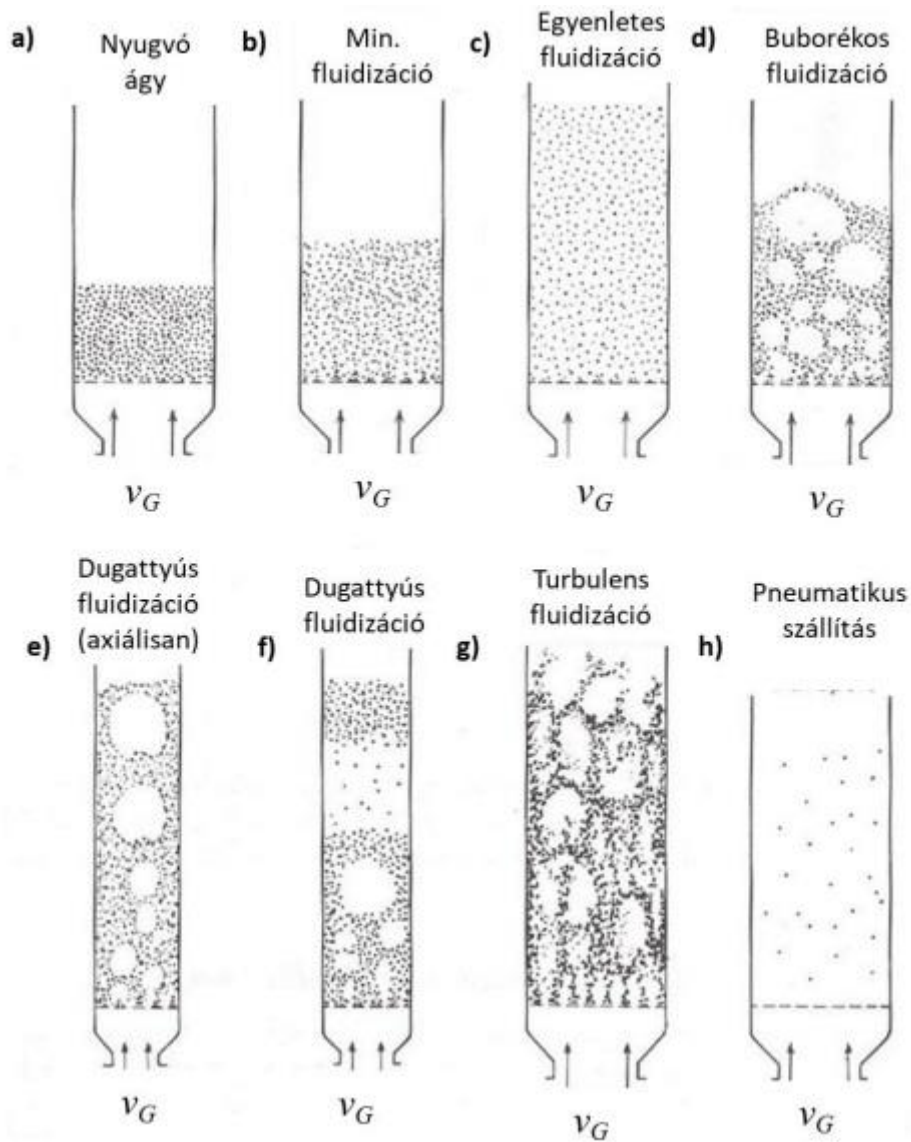 a)
Nyugvó
ágy
b)
Min.
fluidizáció
c)
Egyenletes
fluidizáció
d)
Buborékos
fluidizáció
v_G
v_G
v_G
v_G
e)
Dugattyús
fluidizáció
(axiálisan)
f)
Dugattyús
fluidizáció
g)
Turbulens
fluidizáció
h)
Pneumatikus
szállítás
v_G
v_G
v_G
v_G